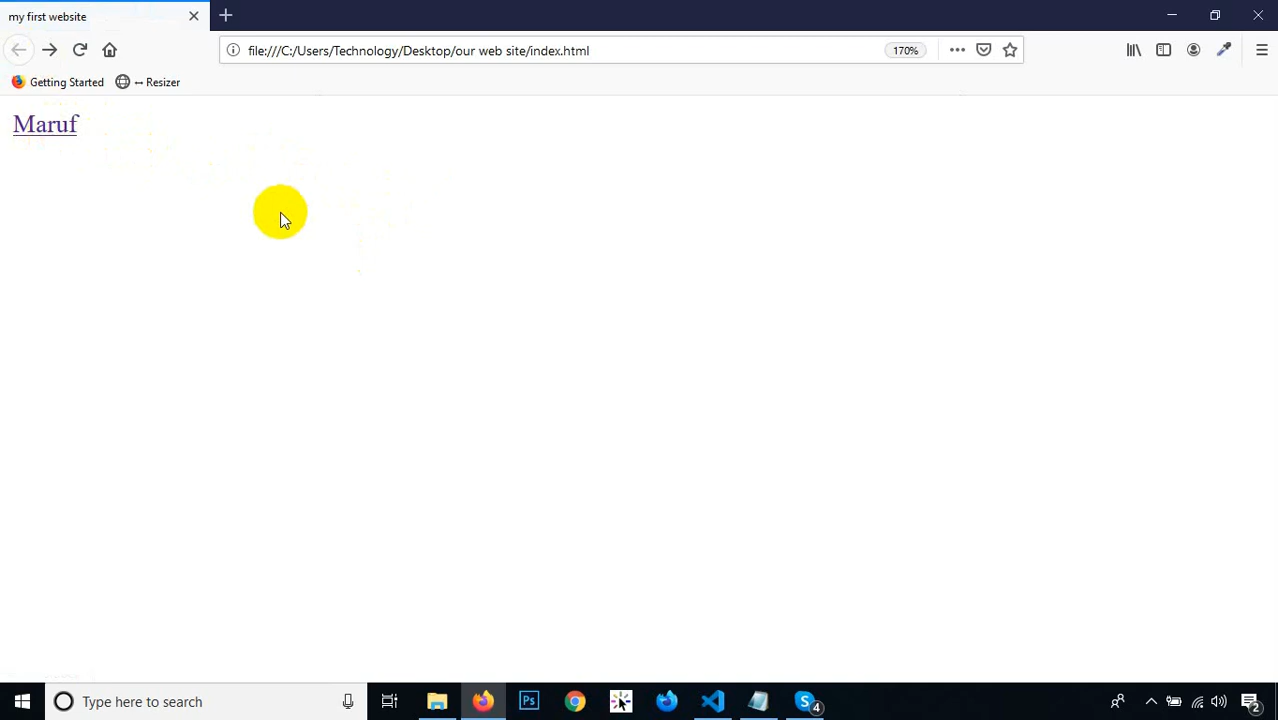 my first website
file:///C:/Users/Technology/Desktop/our web site/index.html
170%
Getting Started
↔ Resizer
Maruf
Ps
4
Type here to search
2